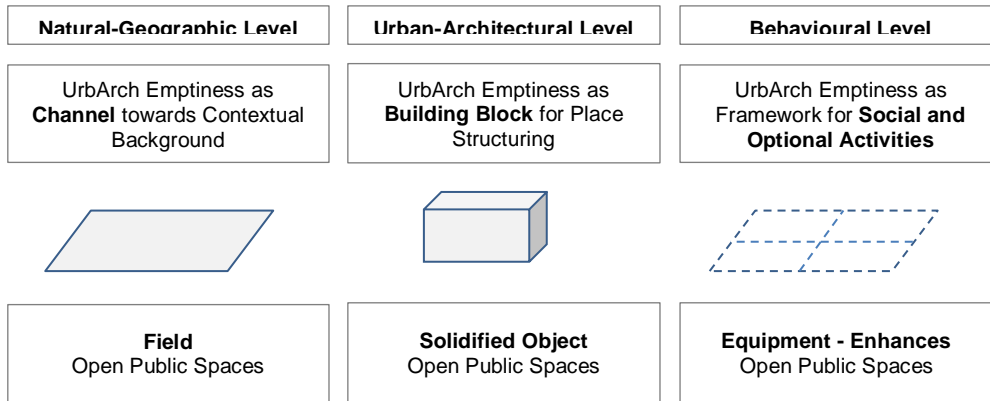 Natural-Geographic Level
Urban-Architectural Level
Behavioural Level
UrbArch Emptiness as
Channel towards Contextual
Background
UrbArch Emptiness as
Building Block for Place
Structuring
UrbArch Emptiness as
Framework for Social and
Optional Activities
Field
Open Public Spaces
Solidified Object
Open Public Spaces
Equipment - Enhances
Open Public Spaces